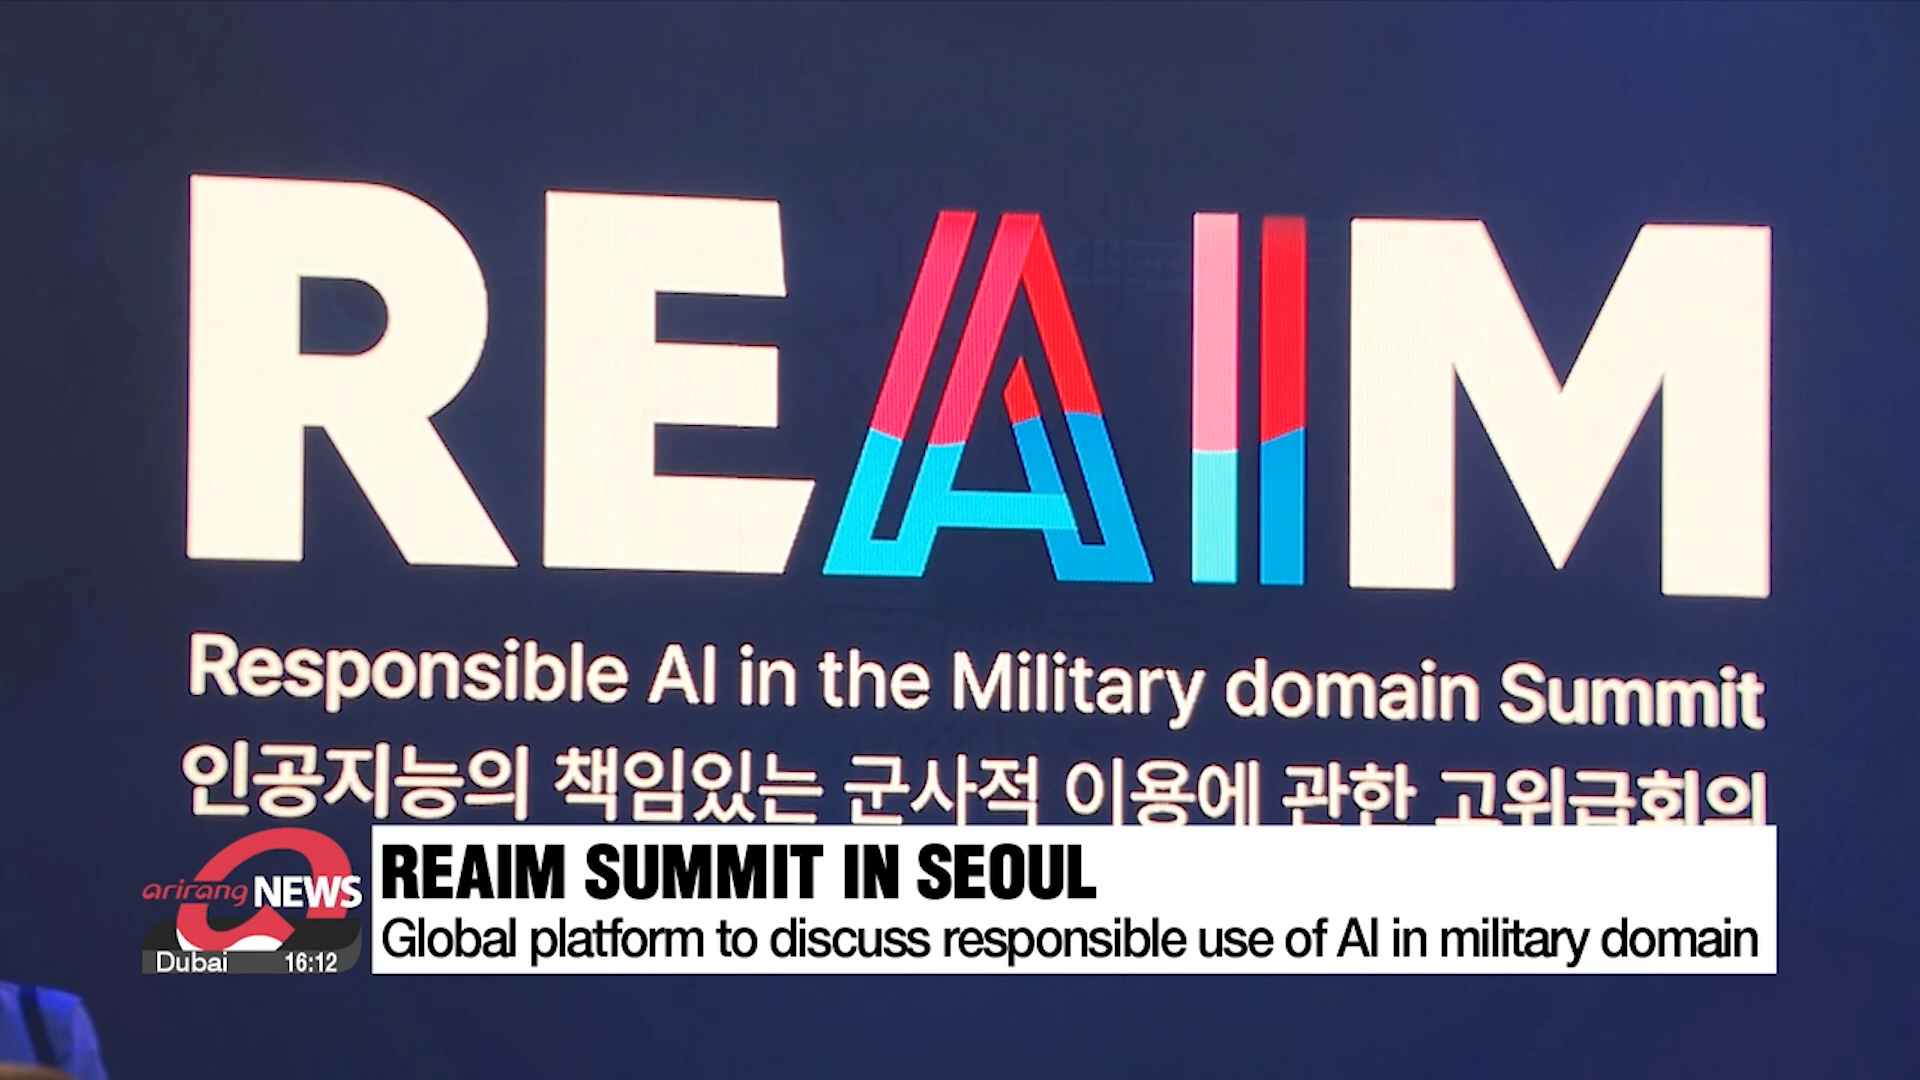 REAIM
Responsible AI in the Military domain Summit
인공지능의 책임있는 군사적 이용에 관한 고위급회의
arirang NEWS
REAIM SUMMIT IN SEOUL
Global platform to discuss responsible use of AI in military domain
Dubai 16:12